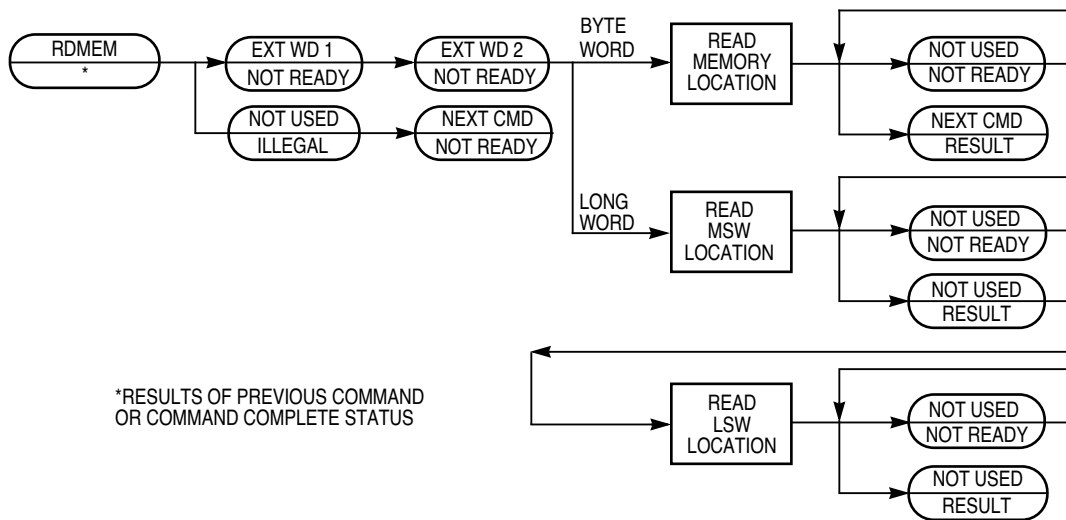 RDMEM
*
EXT WD 1
NOT READY
EXT WD 2
NOT READY
NOT USED
ILLEGAL
NEXT CMD
NOT READY
BYTE
WORD
READ
MEMORY
LOCATION
NOT USED
NOT READY
NEXT CMD
RESULT
LONG
WORD
READ
MSW
LOCATION
NOT USED
NOT READY
NOT USED
RESULT
*RESULTS OF PREVIOUS COMMAND
OR COMMAND COMPLETE STATUS
READ
LSW
LOCATION
NOT USED
NOT READY
NOT USED
RESULT